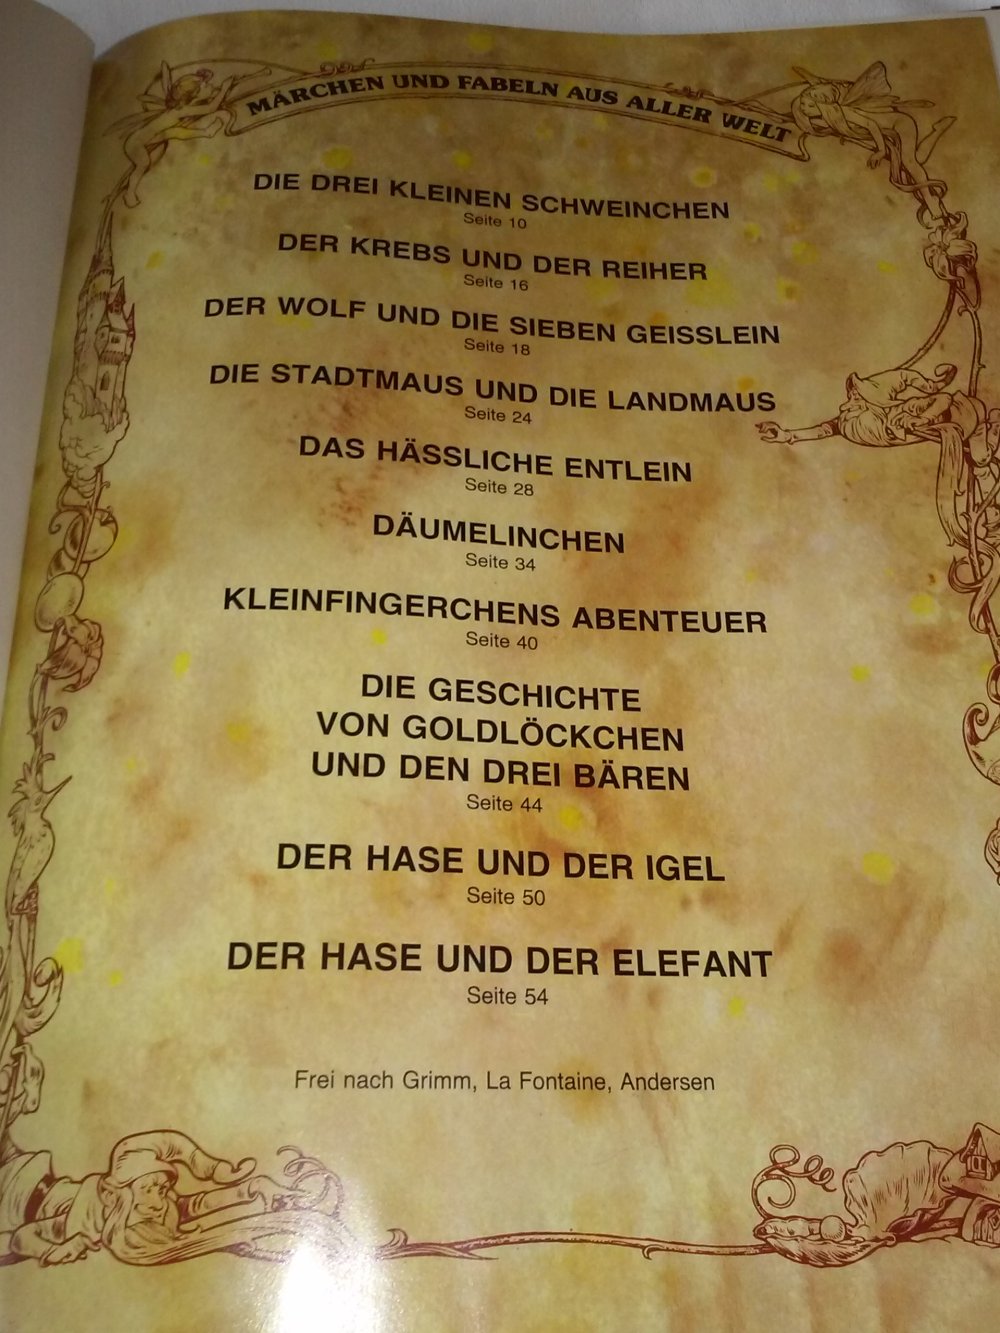 MÄRCHEN UND FABELN AUS ALLER WELT
DIE DREI KLEINEN SCHWEINCHEN
Seite 10
DER KREBS UND DER REIHER
Seite 16
DER WOLF UND DIE SIEBEN GEISSLEIN
Seite 18
DIE STADTMAUS UND DIE LANDMAUS
Seite 24
DAS HÄSSLICHE ENTLEIN
Seite 28
DÄUMELINCHEN
Seite 34
KLEINFINGERCHENS ABENTEUER
Seite 40
DIE GESCHICHTE
VON GOLDLÖCKCHEN
UND DEN DREI BÄREN
Seite 44
DER HASE UND DER IGEL
Seite 50
DER HASE UND DER ELEFANT
Seite 54
Frei nach Grimm, La Fontaine, Andersen